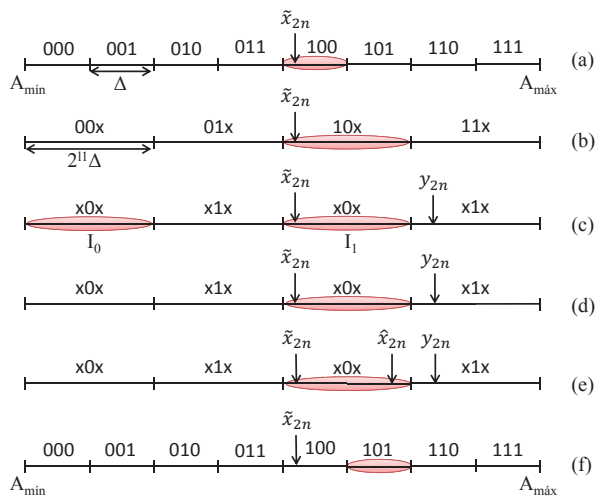 x̃₂ₙ
000 001 010 011 100 101 110 111 (a)
Aₘíₙ Δ Aₘáₓ
00x 01x x̃₂ₙ 10x 11x (b)
2ˡ¹Δ
x̃₂ₙ y₂ₙ
x0x x1x x0x x1x (c)
I₀ I₁
x̃₂ₙ y₂ₙ
x0x x1x x0x x1x (d)
x̃₂ₙ x̂₂ₙ y₂ₙ
x0x x1x x0x x1x (e)
x̃₂ₙ
000 001 010 011 100 101 110 111 (f)
Aₘíₙ Aₘáₓ